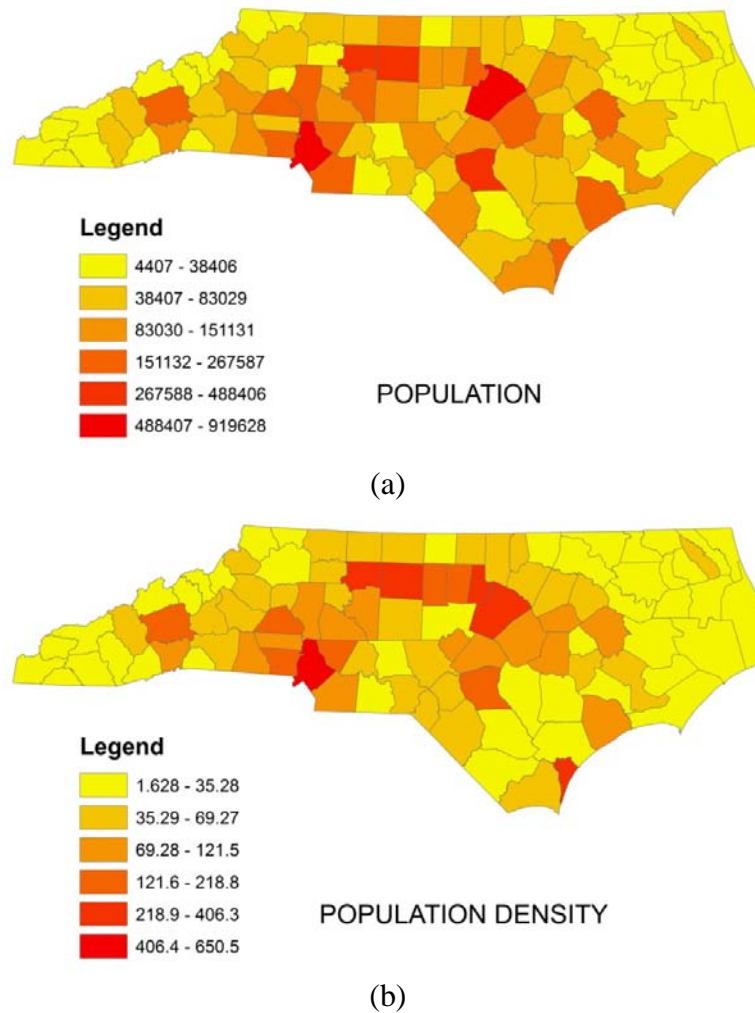 Legend
4407 - 38406
38407 - 83029
83030 - 151131
151132 - 267587
267588 - 488406
488407 - 919628
POPULATION
(a)
Legend
1.628 - 35.28
35.29 - 69.27
69.28 - 121.5
121.6 - 218.8
218.9 - 406.3
406.4 - 650.5
POPULATION DENSITY
(b)